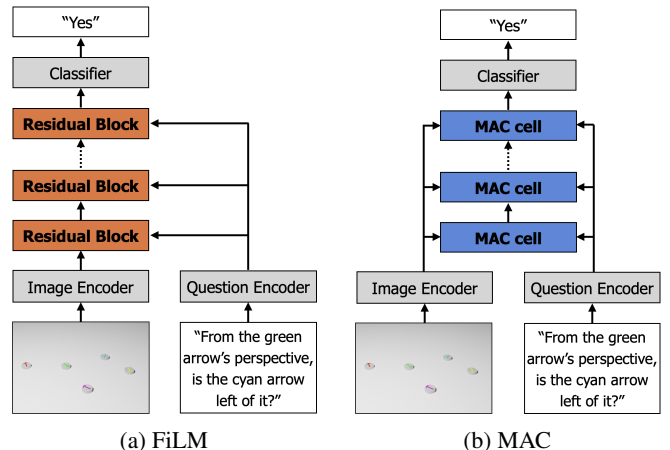 “Yes”
Classifier
Residual Block
Residual Block
Residual Block
Image Encoder
Question Encoder
“From the green
arrow’s perspective,
is the cyan arrow
left of it?”
(a) FiLM
“Yes”
Classifier
MAC cell
MAC cell
MAC cell
Image Encoder
Question Encoder
“From the green
arrow’s perspective,
is the cyan arrow
left of it?”
(b) MAC